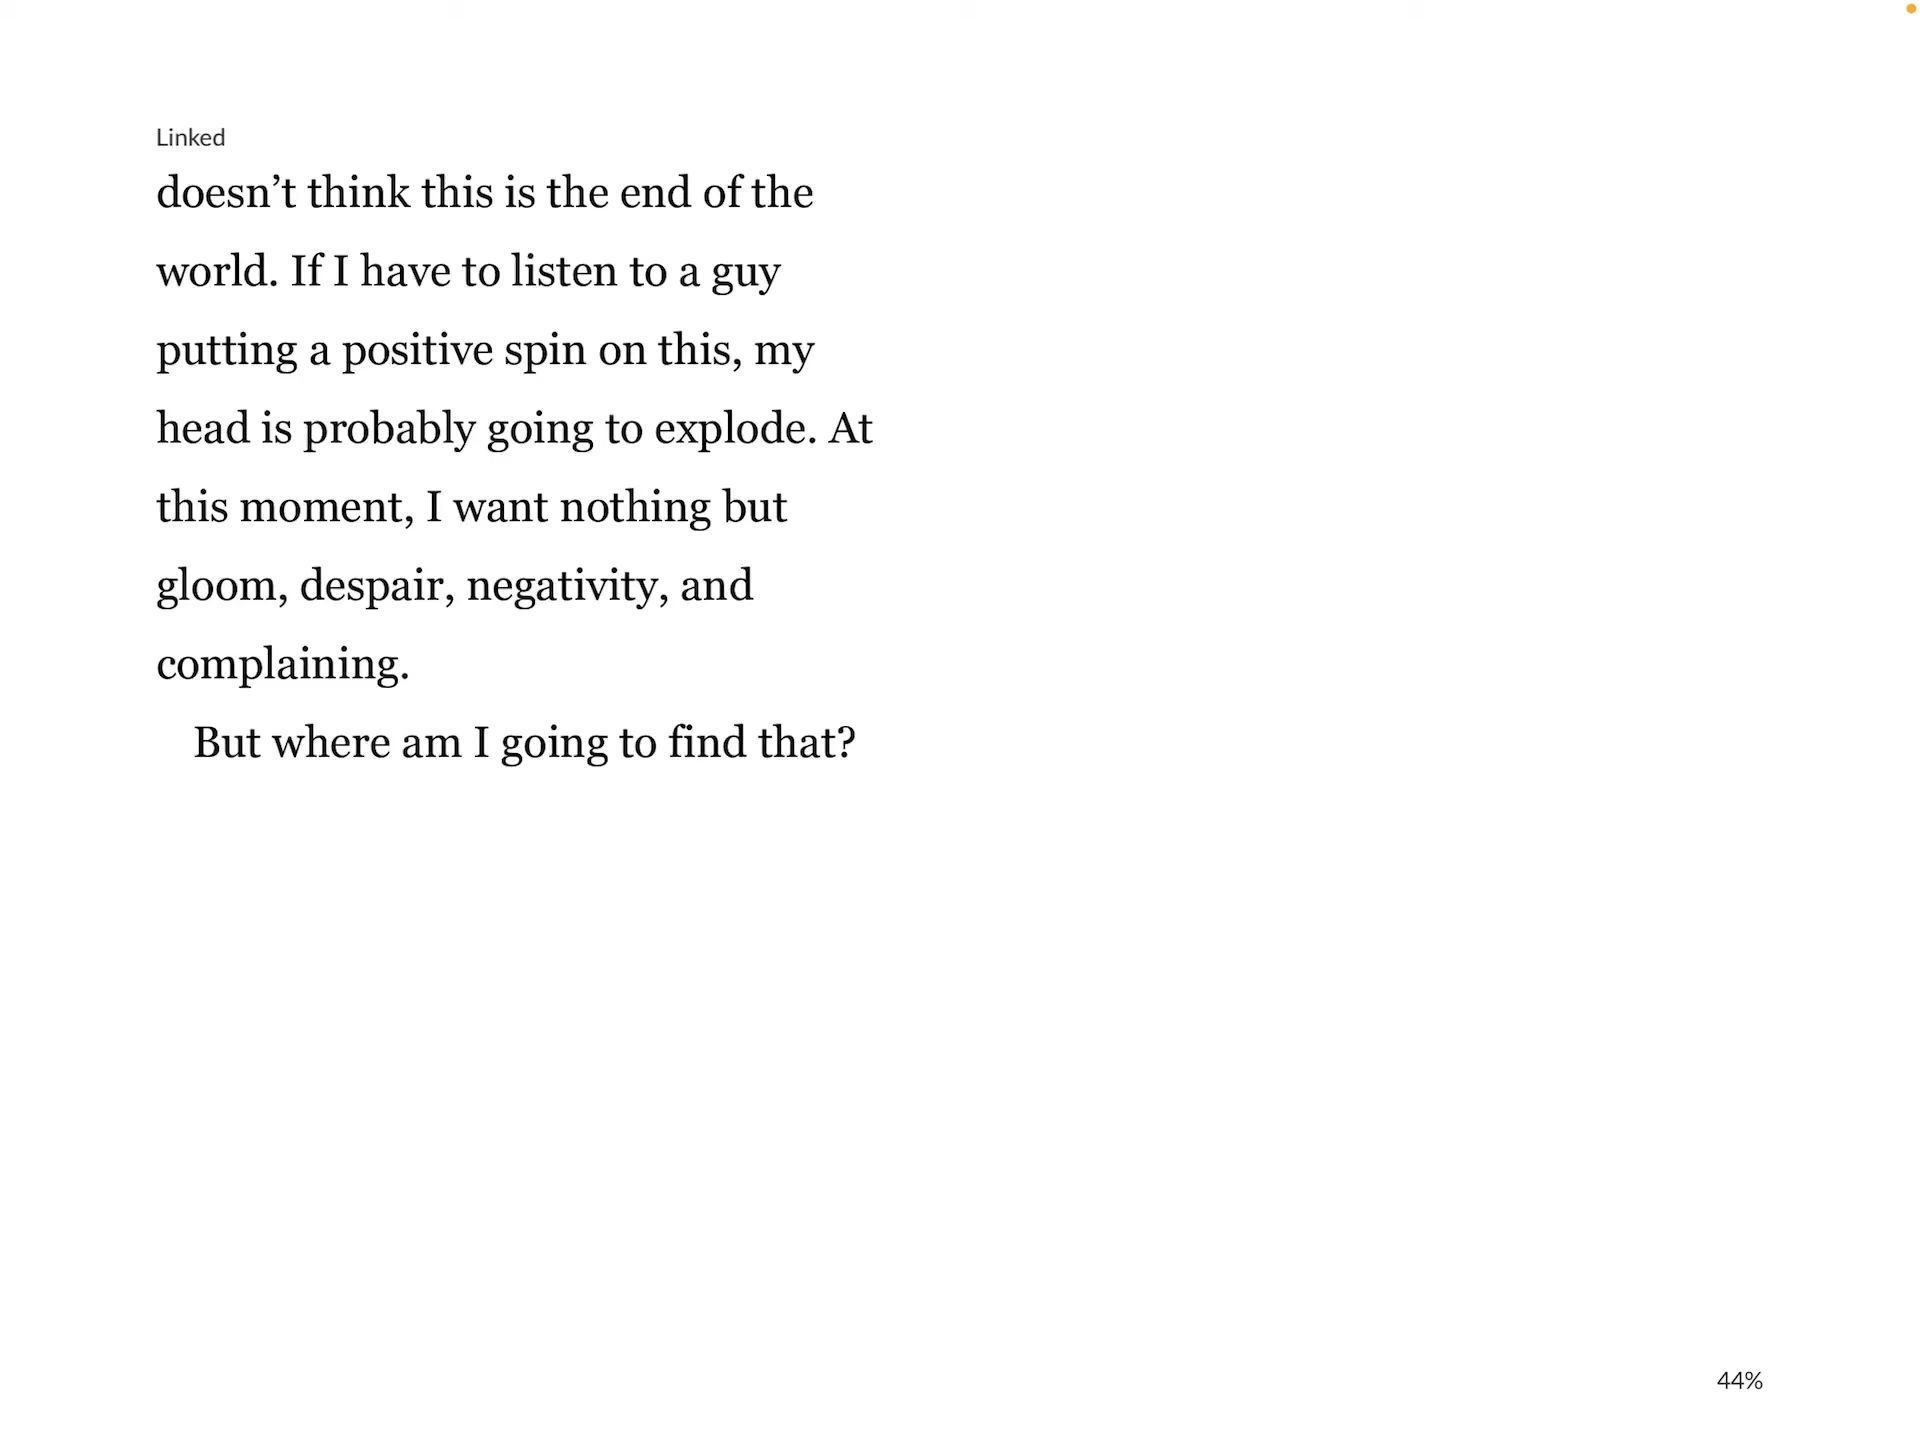 Linked
doesn’t think this is the end of the
world. If I have to listen to a guy
putting a positive spin on this, my
head is probably going to explode. At
this moment, I want nothing but
gloom, despair, negativity, and
complaining.
But where am I going to find that?
44%